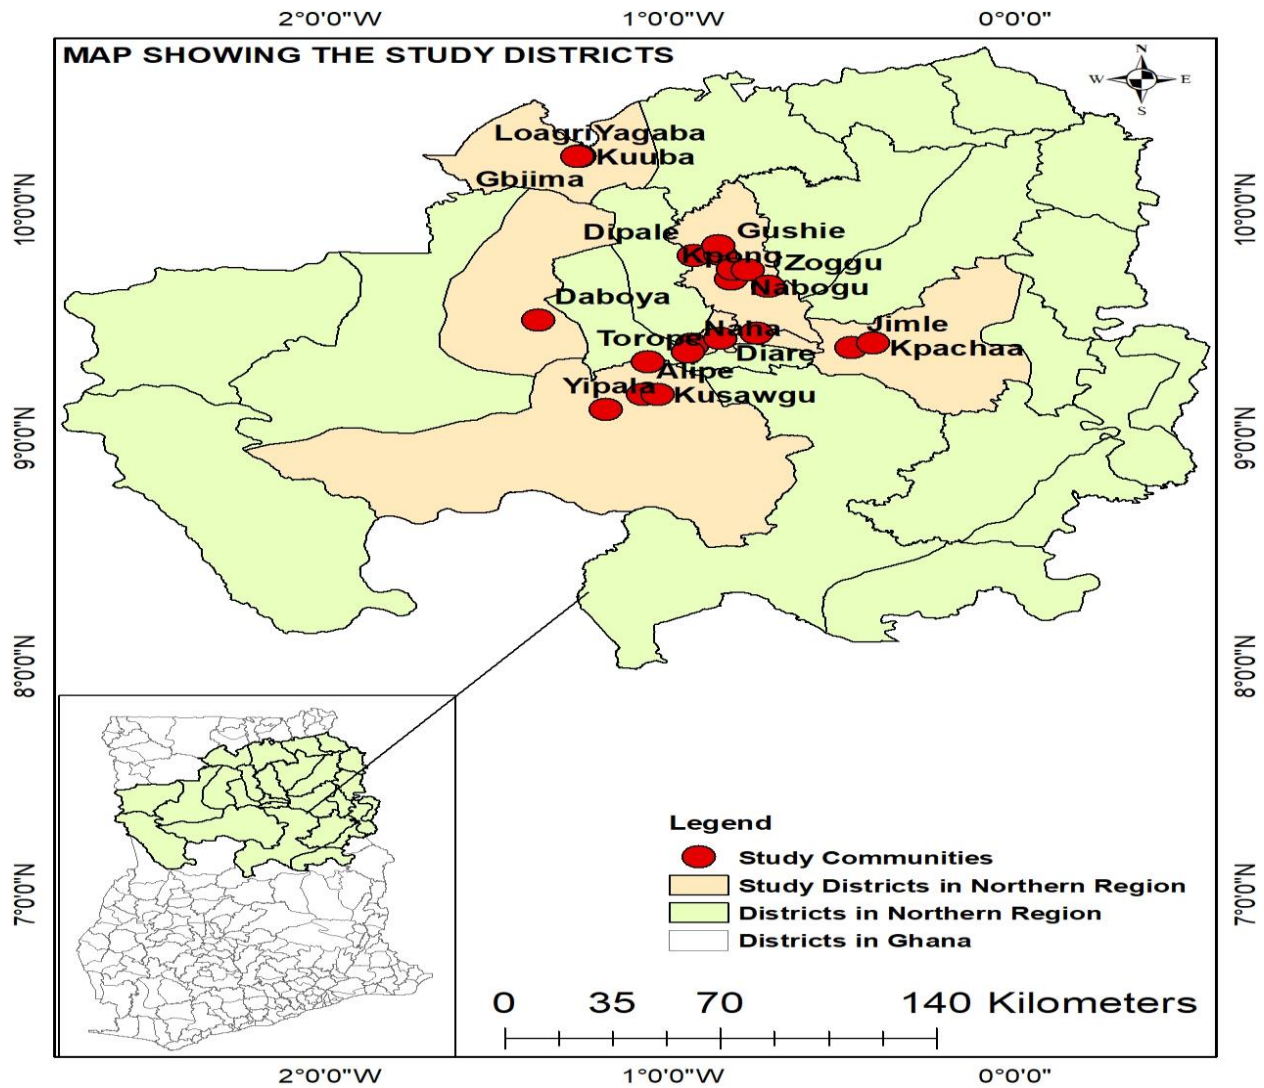 2°0'0"W 1°0'0"W 0°0'0"
MAP SHOWING THE STUDY DISTRICTS
N
W E
S
Loagri Yagaba
Kuuba
Gbiima
10°0'0"N 10°0'0"N
Dipale Gushie
Kpong Zoggu
Nabogu
Daboya
Torope Naha Jimle
Diare Kpachaa
Alipe
Yipala Kusawgu
9°0'0"N 9°0'0"N
8°0'0"N 8°0'0"N
Legend
Study Communities
Study Districts in Northern Region
Districts in Northern Region
Districts in Ghana
7°0'0"N 7°0'0"N
0 35 70 140 Kilometers
2°0'0"W 1°0'0"W 0°0'0"